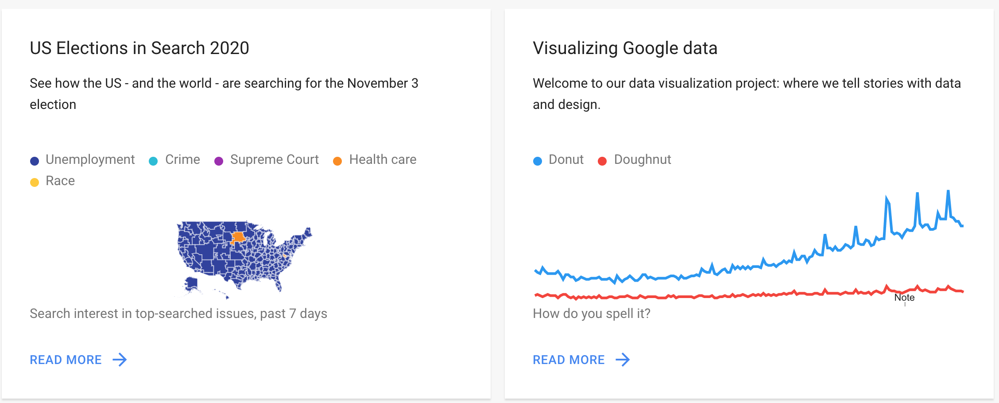 US Elections in Search 2020
See how the US - and the world - are searching for the November 3
election
Unemployment Crime Supreme Court Health care
Race
Search interest in top-searched issues, past 7 days
READ MORE
Visualizing Google data
Welcome to our data visualization project: where we tell stories with data
and design.
Donut Doughnut
Note
How do you spell it?
READ MORE